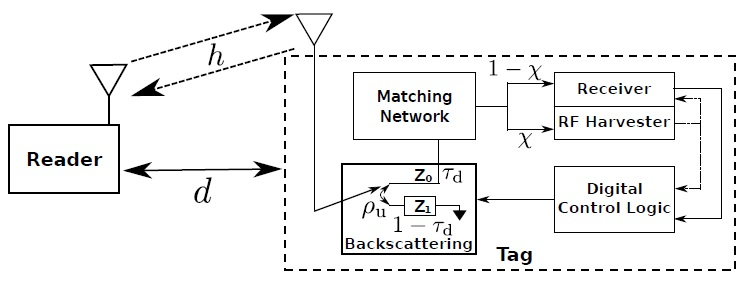 h
Reader
d
Matching
Network
1 − χ
χ
Receiver
RF Harvester
Z₀ τd
ρu
Z₁
1 − τd
Backscattering
Digital
Control Logic
Tag